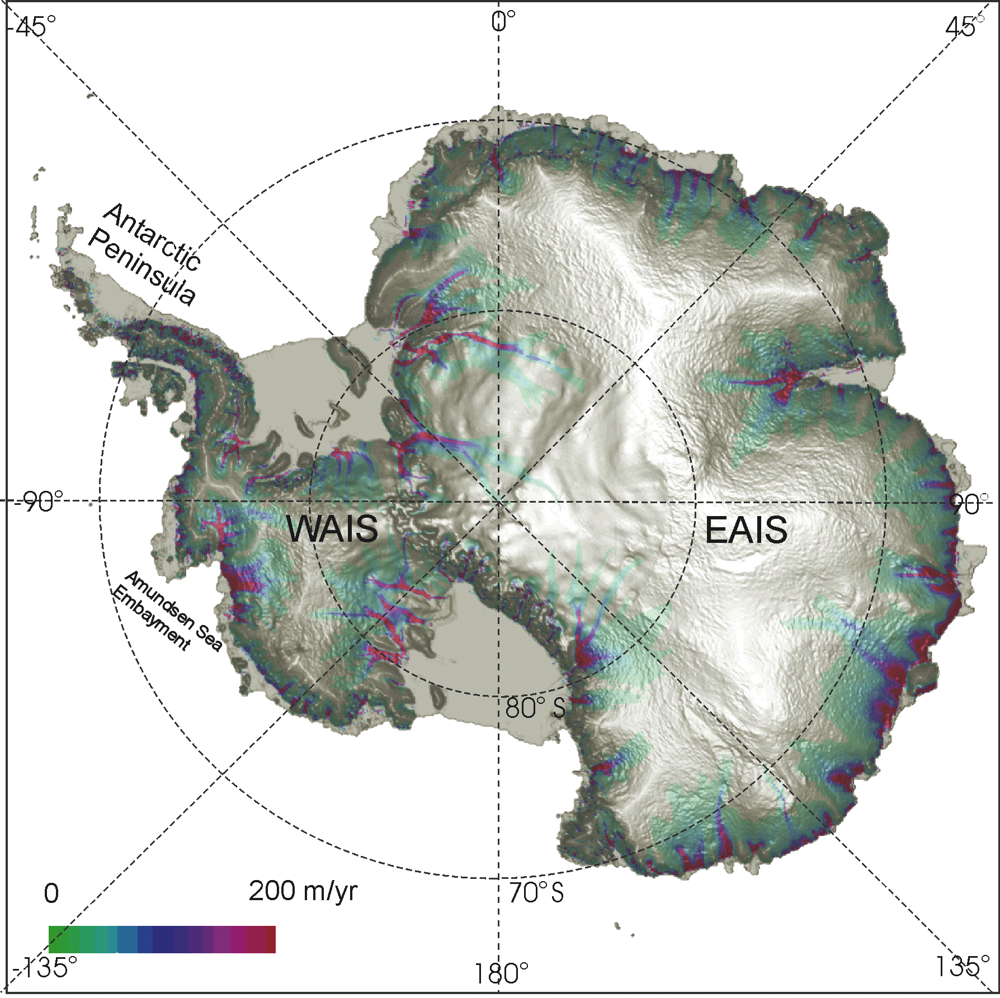 -45°
0°
45°
Antarctic
Peninsula
-90°
WAIS
EAIS
90°
Amundsen Sea
Embayment
80° S
70° S
0
200 m/yr
-135°
180°
135°